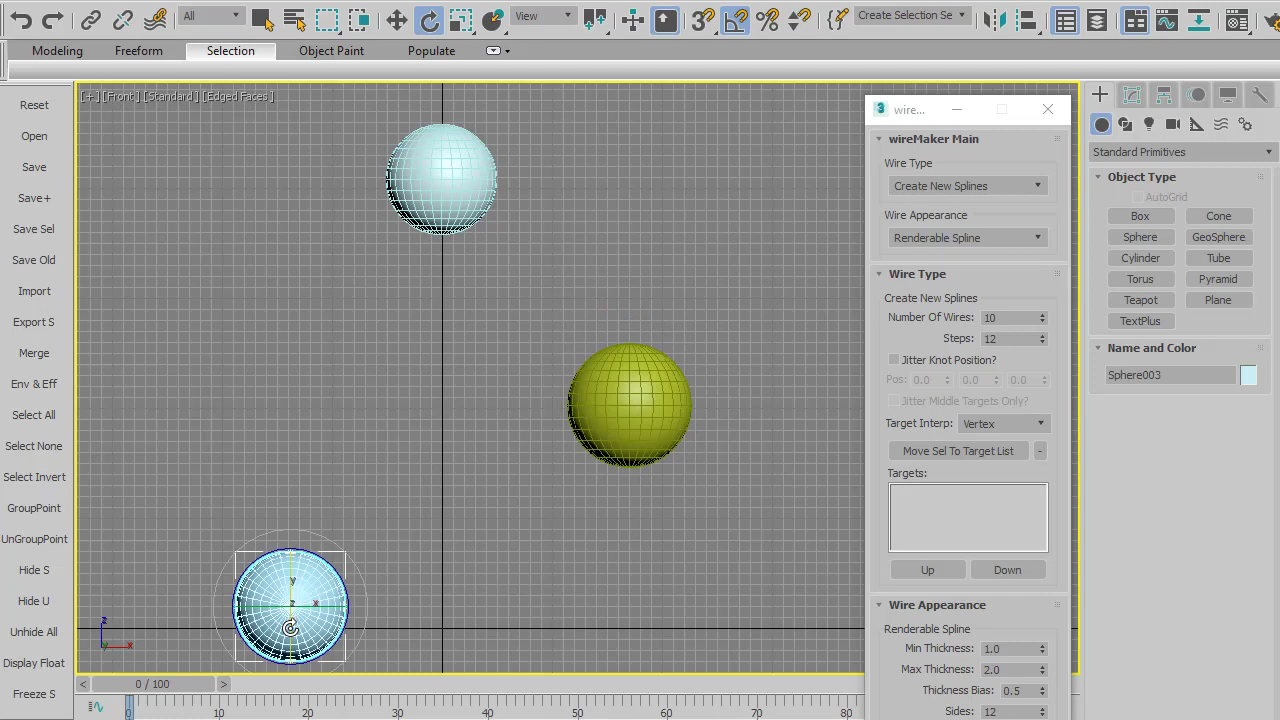 All
View
3
Create Selection Se
Modeling
Freeform
Selection
Object Paint
Populate
Reset
Open
Save
Save+
Save Sel
Save Old
Import
Export S
Merge
Env & Eff
Select All
Select None
Select Invert
GroupPoint
UnGroupPoint
Hide S
Hide U
Unhide All
Display Float
Freeze S
[+] [Front] [Standard] [Edged Faces]
y
z
x
z
y
x
3
wire...
wireMaker Main
Wire Type
Create New Splines
Wire Appearance
Renderable Spline
Wire Type
Create New Splines
Number Of Wires: 10
Steps: 12
Jitter Knot Position?
Pos: 0.0 0.0 0.0
Jitter Middle Targets Only?
Target Interp: Vertex
Move Sel To Target List -
Targets:
Up Down
Wire Appearance
Renderable Spline
Min Thickness: 1.0
Max Thickness: 2.0
Thickness Bias: 0.5
Sides: 12
Standard Primitives
Object Type
AutoGrid
Box Cone
Sphere GeoSphere
Cylinder Tube
Torus Pyramid
Teapot Plane
TextPlus
Name and Color
Sphere003
< 0 / 100 >
0 10 20 30 40 50 60 70 80